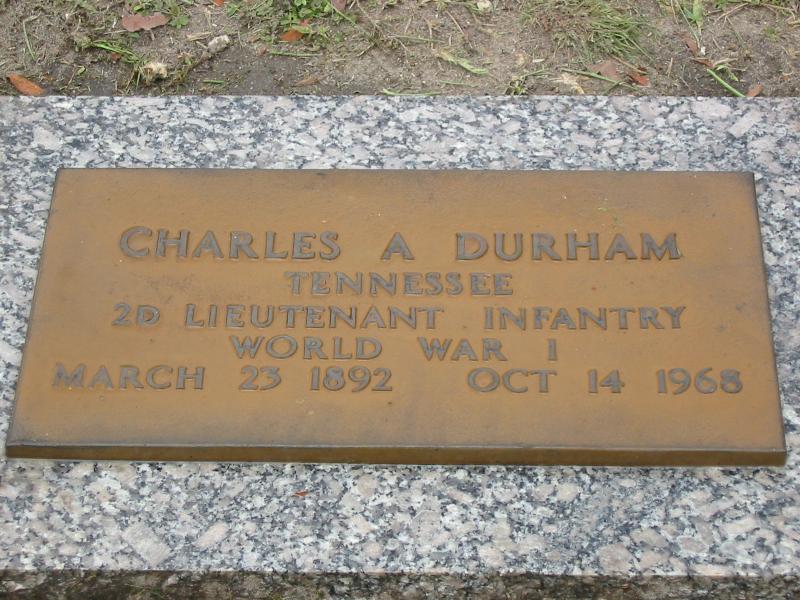 CHARLES A DURHAM
TENNESSEE
2D LIEUTENANT INFANTRY
WORLD WAR I
MARCH 23 1892 OCT 14 1968